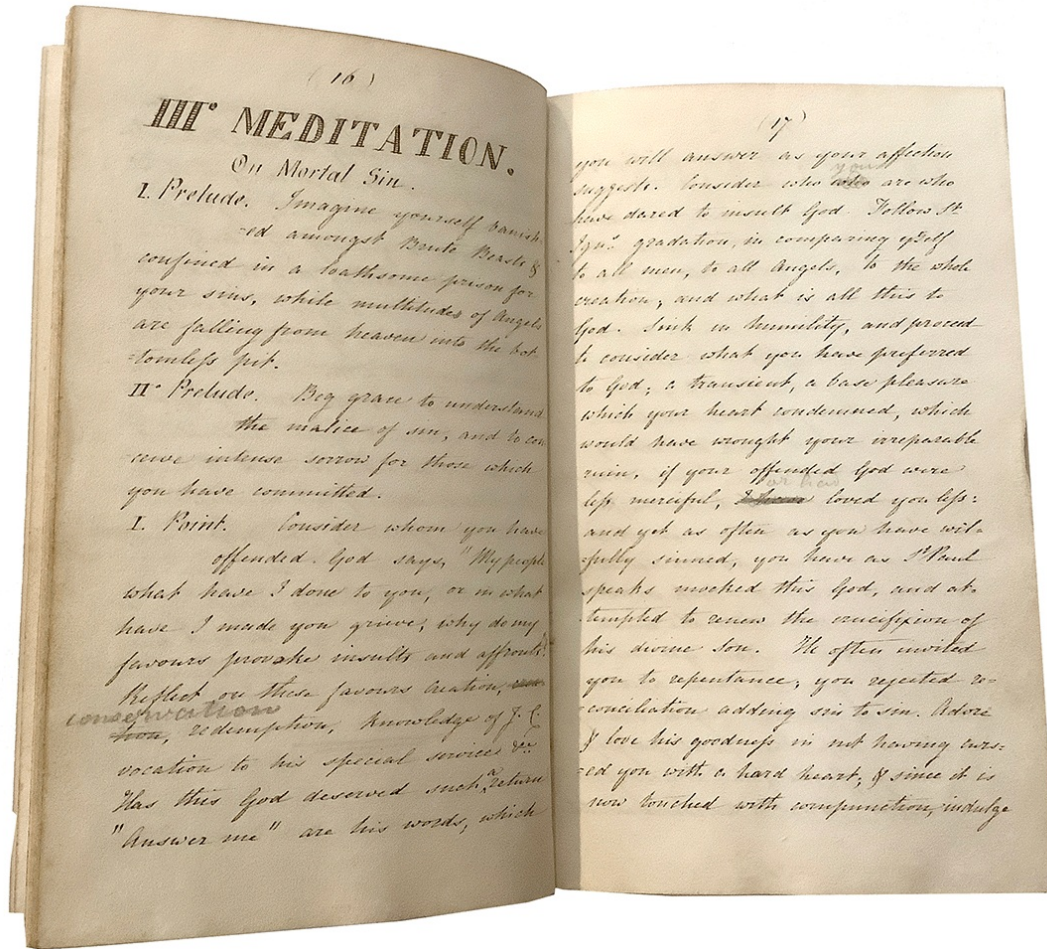 (16)
III° MEDITATION.
On Mortal Sin.
I. Prelude. Imagine yourself banish-
-ed amongst Brute Beasts &
confined in a loathsome prison for
your sins, while multitudes of Angels
are falling from heaven into the bot
=tomless pit.
II° Prelude. Beg grace to understand
the malice of sin, and to con
ceive intense sorrow for those which
you have committed.
I. Point. Consider whom you have
offended. God says, "My people
what have I done to you, or in what
have I made you grieve, why do my
favours provoke insults and affronts?
Reflect on these favours creation,
conservation
redemption, knowledge of J. C.
vocation to his special service &c
Has this God deserved such a return
"Answer me" are his words, which
(17)
you will answer as your affection
your
suggests. Consider who are who
have dared to insult God. Follow St
Ign.s gradation, in comparing yself
to all men, to all Angels, to the whole
creation; and what is all this to
God. Sink in humility, and proceed
to consider what you have preferred
to God; a transient, a base pleasure
which your heart condemned, which
would have wrought your irreparable
ruin, if your offended God were
or had
less merciful, loved you less:
and yet as often as you have wil=
=fully sinned, you have as St Paul
speaks mocked this God, and at=
tempted to renew the crucifixion of
his divine Son. He often invited
you to repentance; you rejected re=
conciliation adding sin to sin. Adore
& love his goodness in not having curs=
=ed you with a hard heart; & since it is
now touched with compunction, indulge